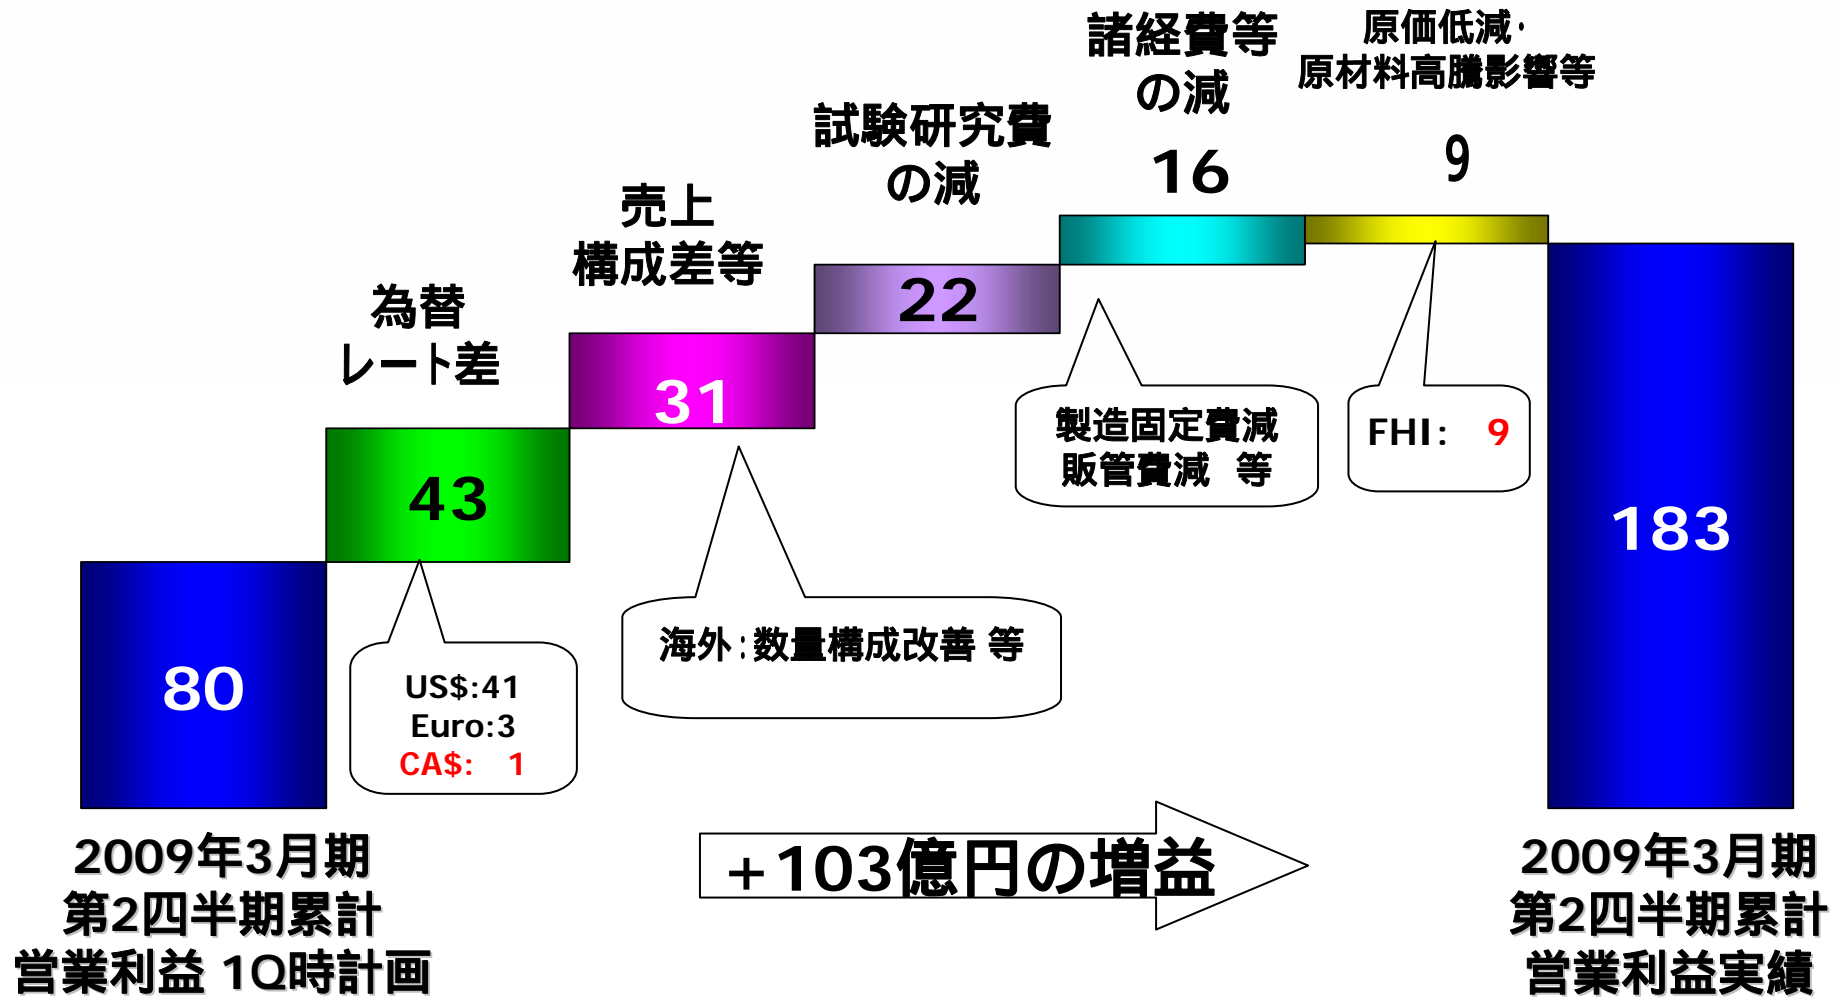 諸経費等
の減
16
原価低減・
原材料高騰影響等
9
試験研究費
の減
22
売上
構成差等
31
為替
レート差
43
80
183
製造固定費減
販管費減 等
FHI: 9
海外:数量構成改善 等
US$:41
Euro:3
CA$: 1
+103億円の増益
2009年3月期
第2四半期累計
営業利益 1Q時計画
2009年3月期
第2四半期累計
営業利益実績